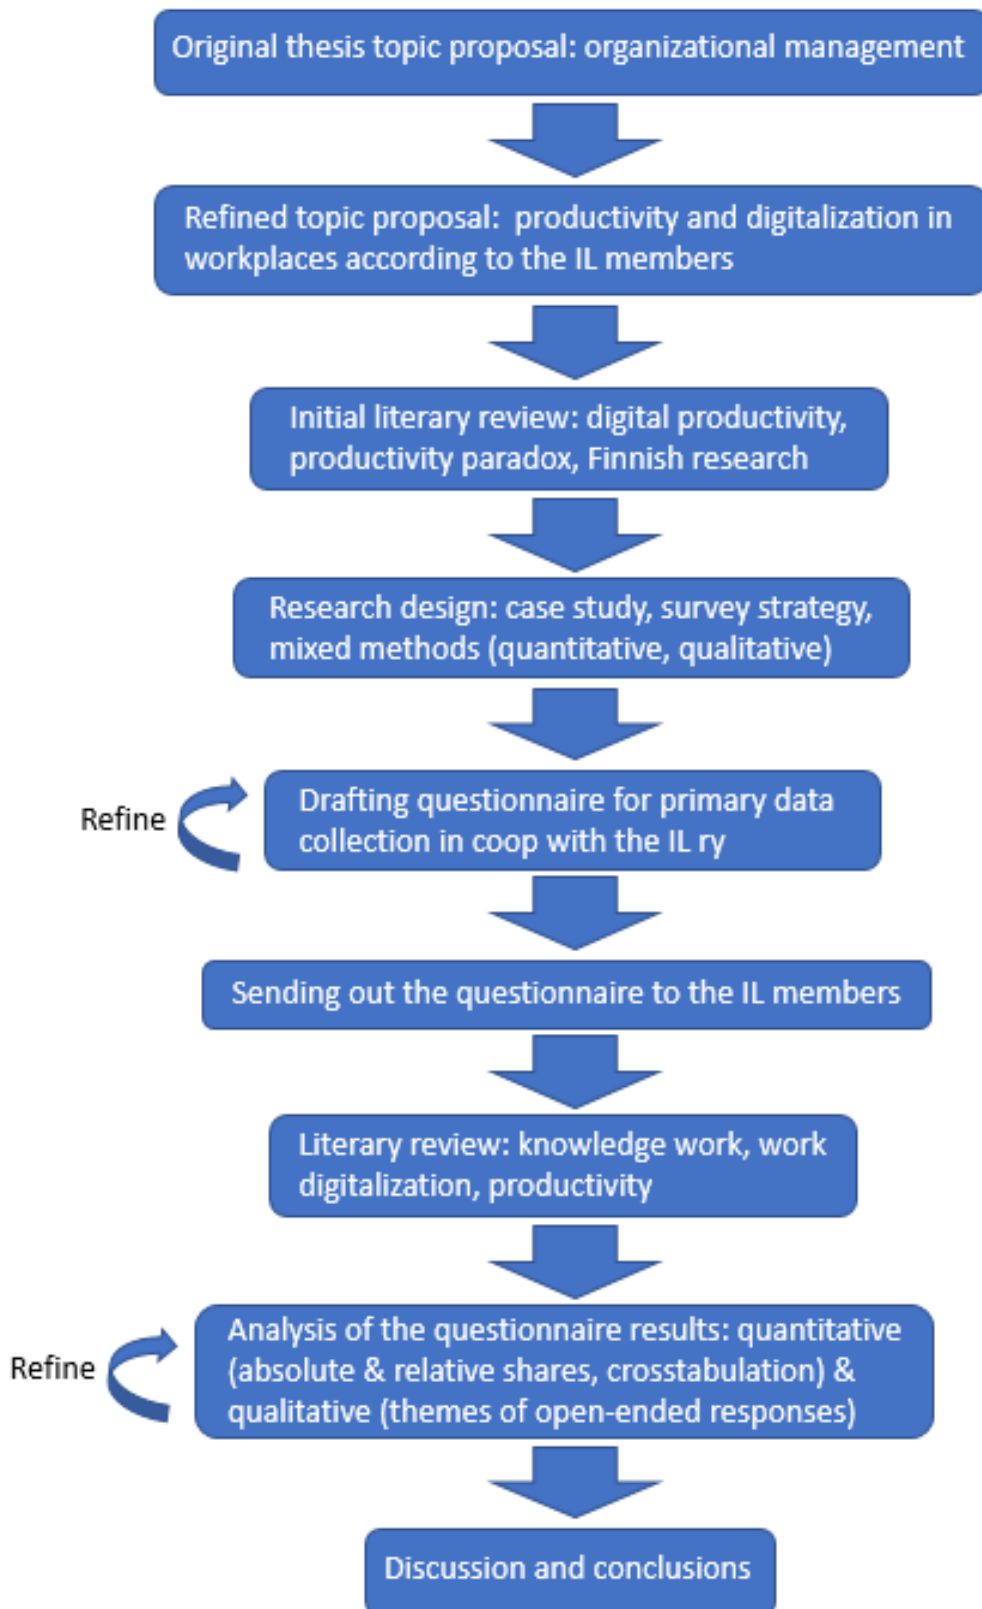 Original thesis topic proposal: organizational management
Refined topic proposal:  productivity and digitalization in
workplaces according to the IL members
Initial literary review: digital productivity,
productivity paradox, Finnish research
Research design: case study, survey strategy,
mixed methods (quantitative, qualitative)
Refine
Drafting questionnaire for primary data
collection in coop with the IL ry
Sending out the questionnaire to the IL members
Literary review: knowledge work, work
digitalization, productivity
Refine
Analysis of the questionnaire results: quantitative
(absolute & relative shares, crosstabulation) &
qualitative (themes of open-ended responses)
Discussion and conclusions